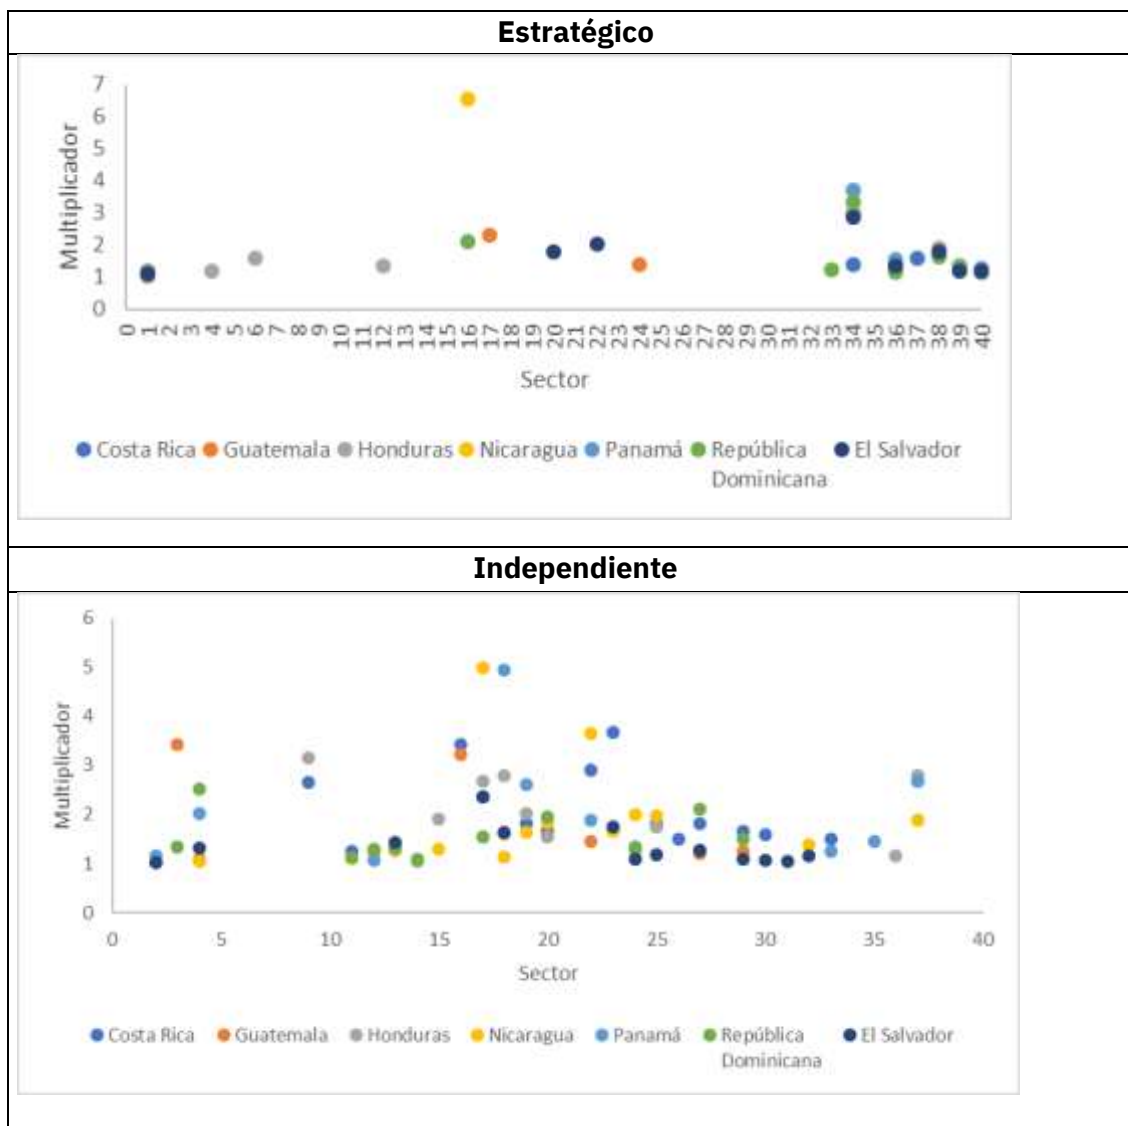 Estratégico
7
6
5
4
3
2
1
0
Multiplicador
0 1 2 3 4 5 6 7 8 9 10 11 12 13 14 15 16 17 18 19 20 21 22 23 24 25 26 27 28 29 30 31 32 33 34 35 36 37 38 39 40
Sector
Costa Rica Guatemala Honduras Nicaragua Panamá República Dominicana El Salvador
Independiente
6
5
4
3
2
1
0
Multiplicador
0 5 10 15 20 25 30 35 40
Sector
Costa Rica Guatemala Honduras Nicaragua Panamá República Dominicana El Salvador